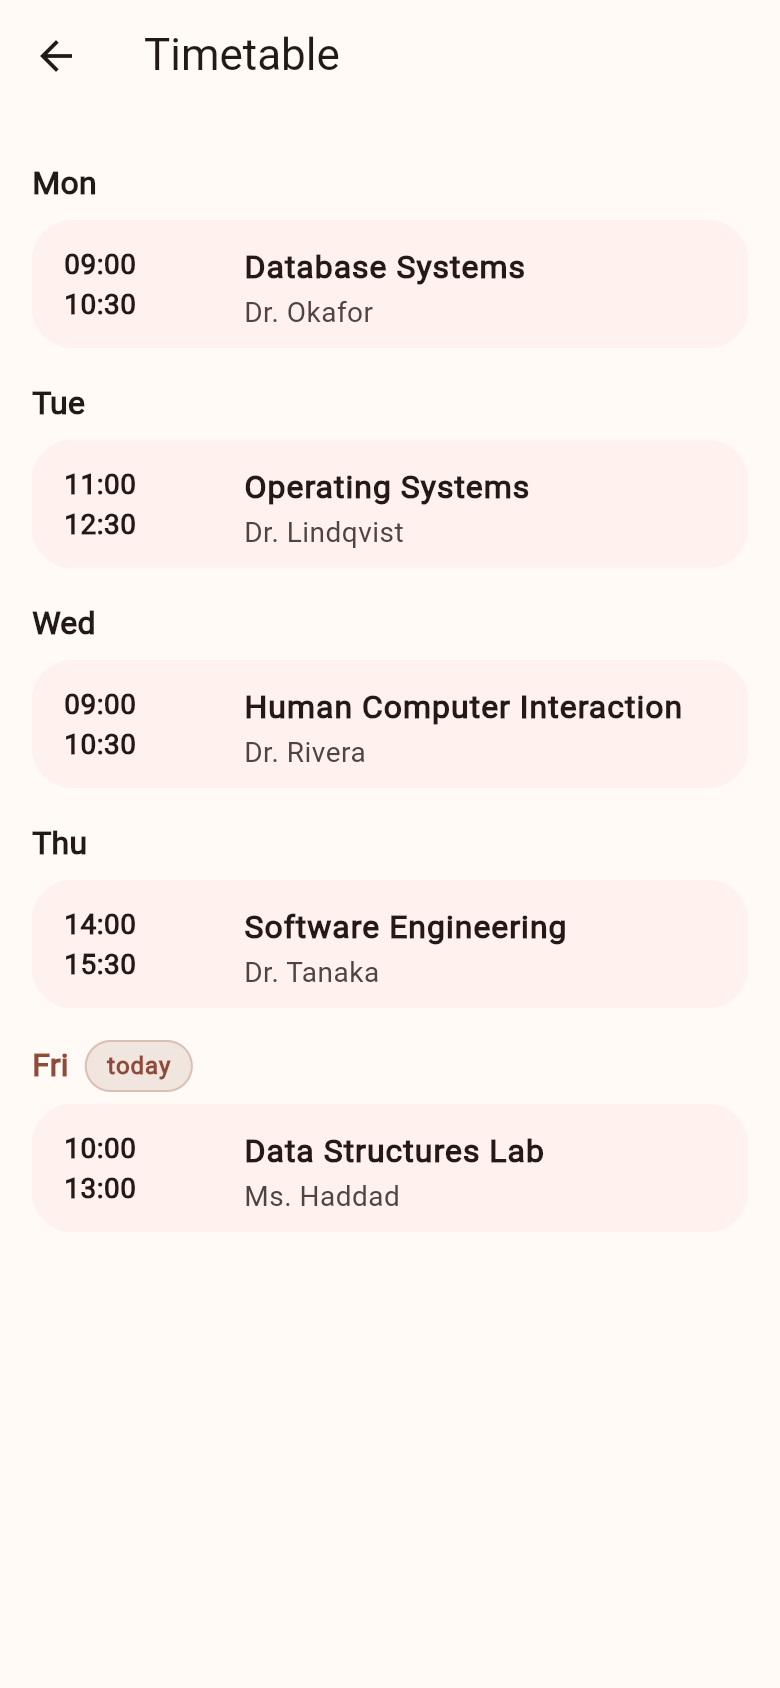 Timetable
Mon
09:00
10:30
Database Systems
Dr. Okafor
Tue
11:00
12:30
Operating Systems
Dr. Lindqvist
Wed
09:00
10:30
Human Computer Interaction
Dr. Rivera
Thu
14:00
15:30
Software Engineering
Dr. Tanaka
Fri today
10:00
13:00
Data Structures Lab
Ms. Haddad